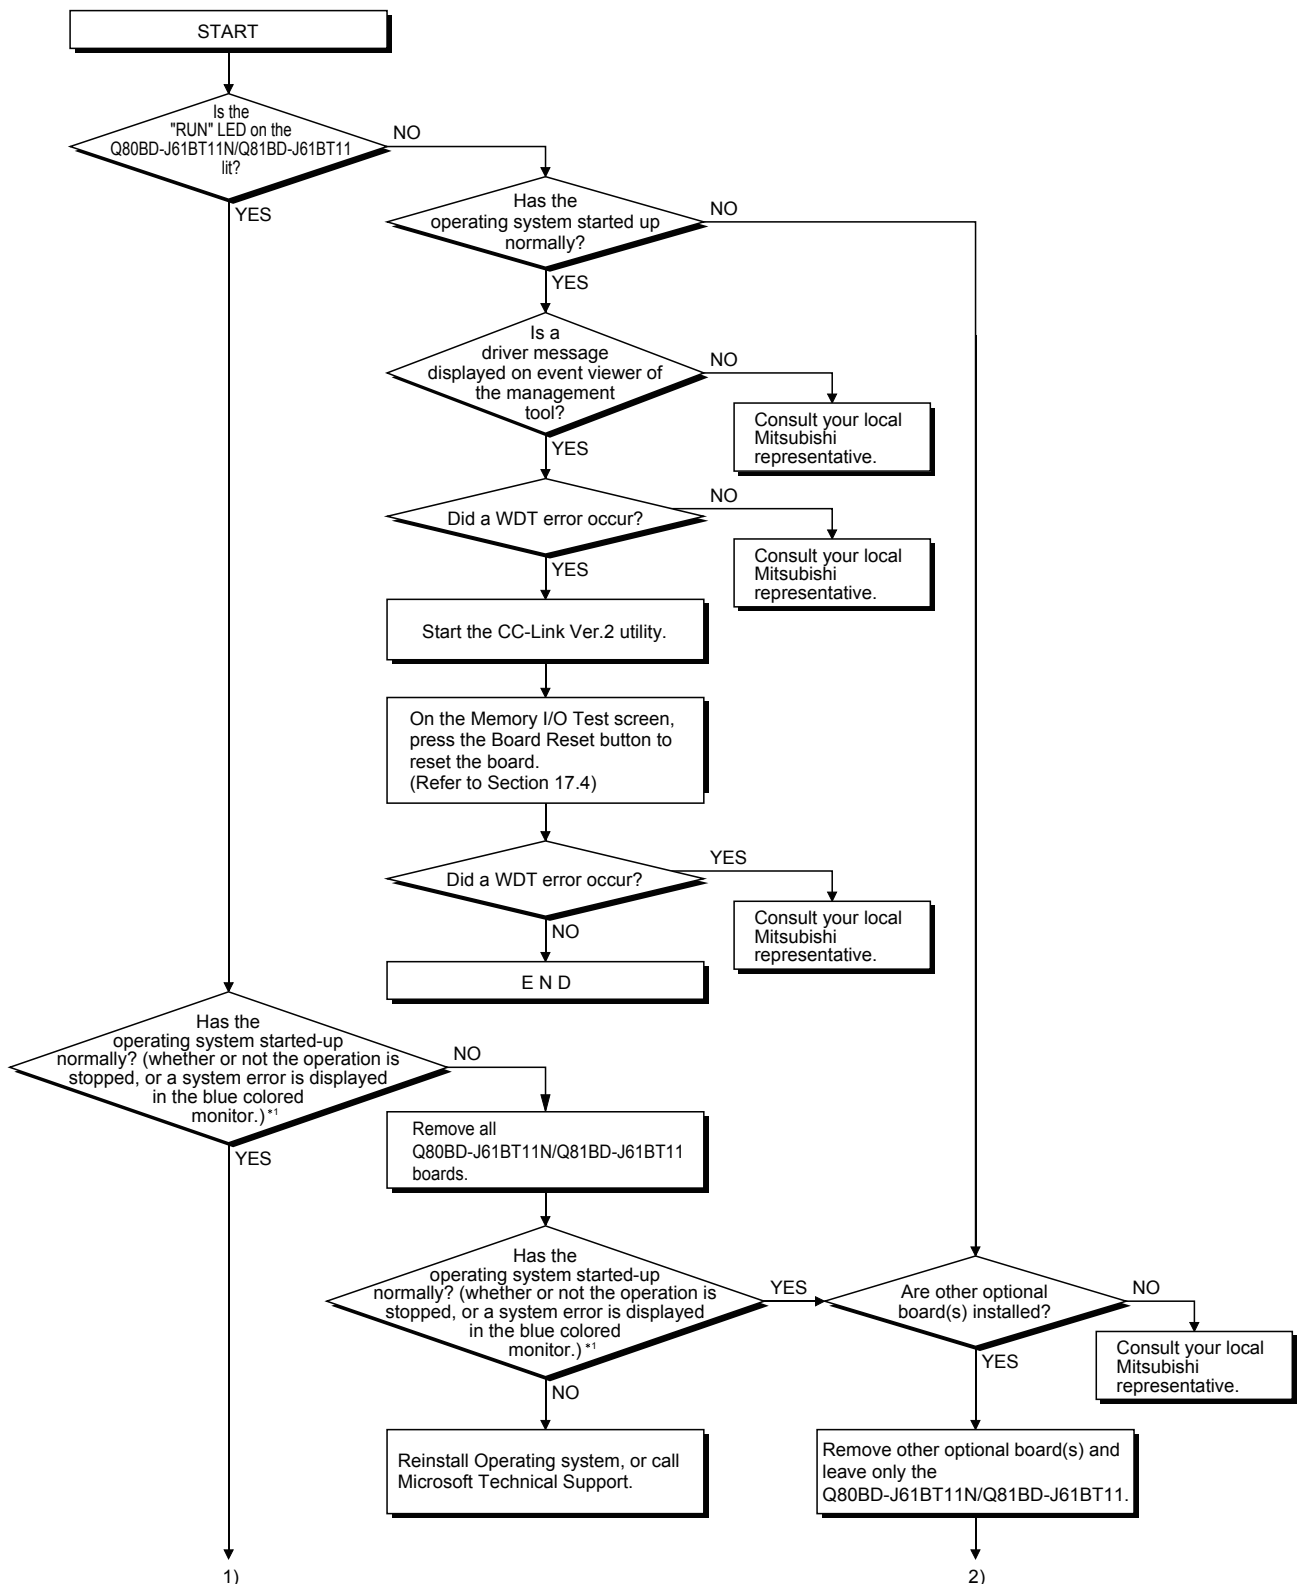 START
Is the
"RUN" LED on the
Q80BD-J61BT11N/Q81BD-J61BT11
lit?
NO
YES
Has the
operating system started up
normally?
NO
YES
Is a
driver message
displayed on event viewer of
the management
tool?
NO
Consult your local
Mitsubishi
representative.
YES
Did a WDT error occur?
NO
Consult your local
Mitsubishi
representative.
YES
Start the CC-Link Ver.2 utility.
On the Memory I/O Test screen,
press the Board Reset button to
reset the board.
(Refer to Section 17.4)
Did a WDT error occur?
YES
Consult your local
Mitsubishi
representative.
NO
E N D
Has the
operating system started-up
normally? (whether or not the operation is
stopped, or a system error is displayed
in the blue colored
monitor.) *1
NO
YES
Remove all
Q80BD-J61BT11N/Q81BD-J61BT11
boards.
Has the
operating system started-up
normally? (whether or not the operation is
stopped, or a system error is displayed
in the blue colored
monitor.) *1
YES
NO
Are other optional
board(s) installed?
NO
Consult your local
Mitsubishi
representative.
YES
Reinstall Operating system, or call
Microsoft Technical Support.
Remove other optional board(s) and
leave only the
Q80BD-J61BT11N/Q81BD-J61BT11.
1)
2)